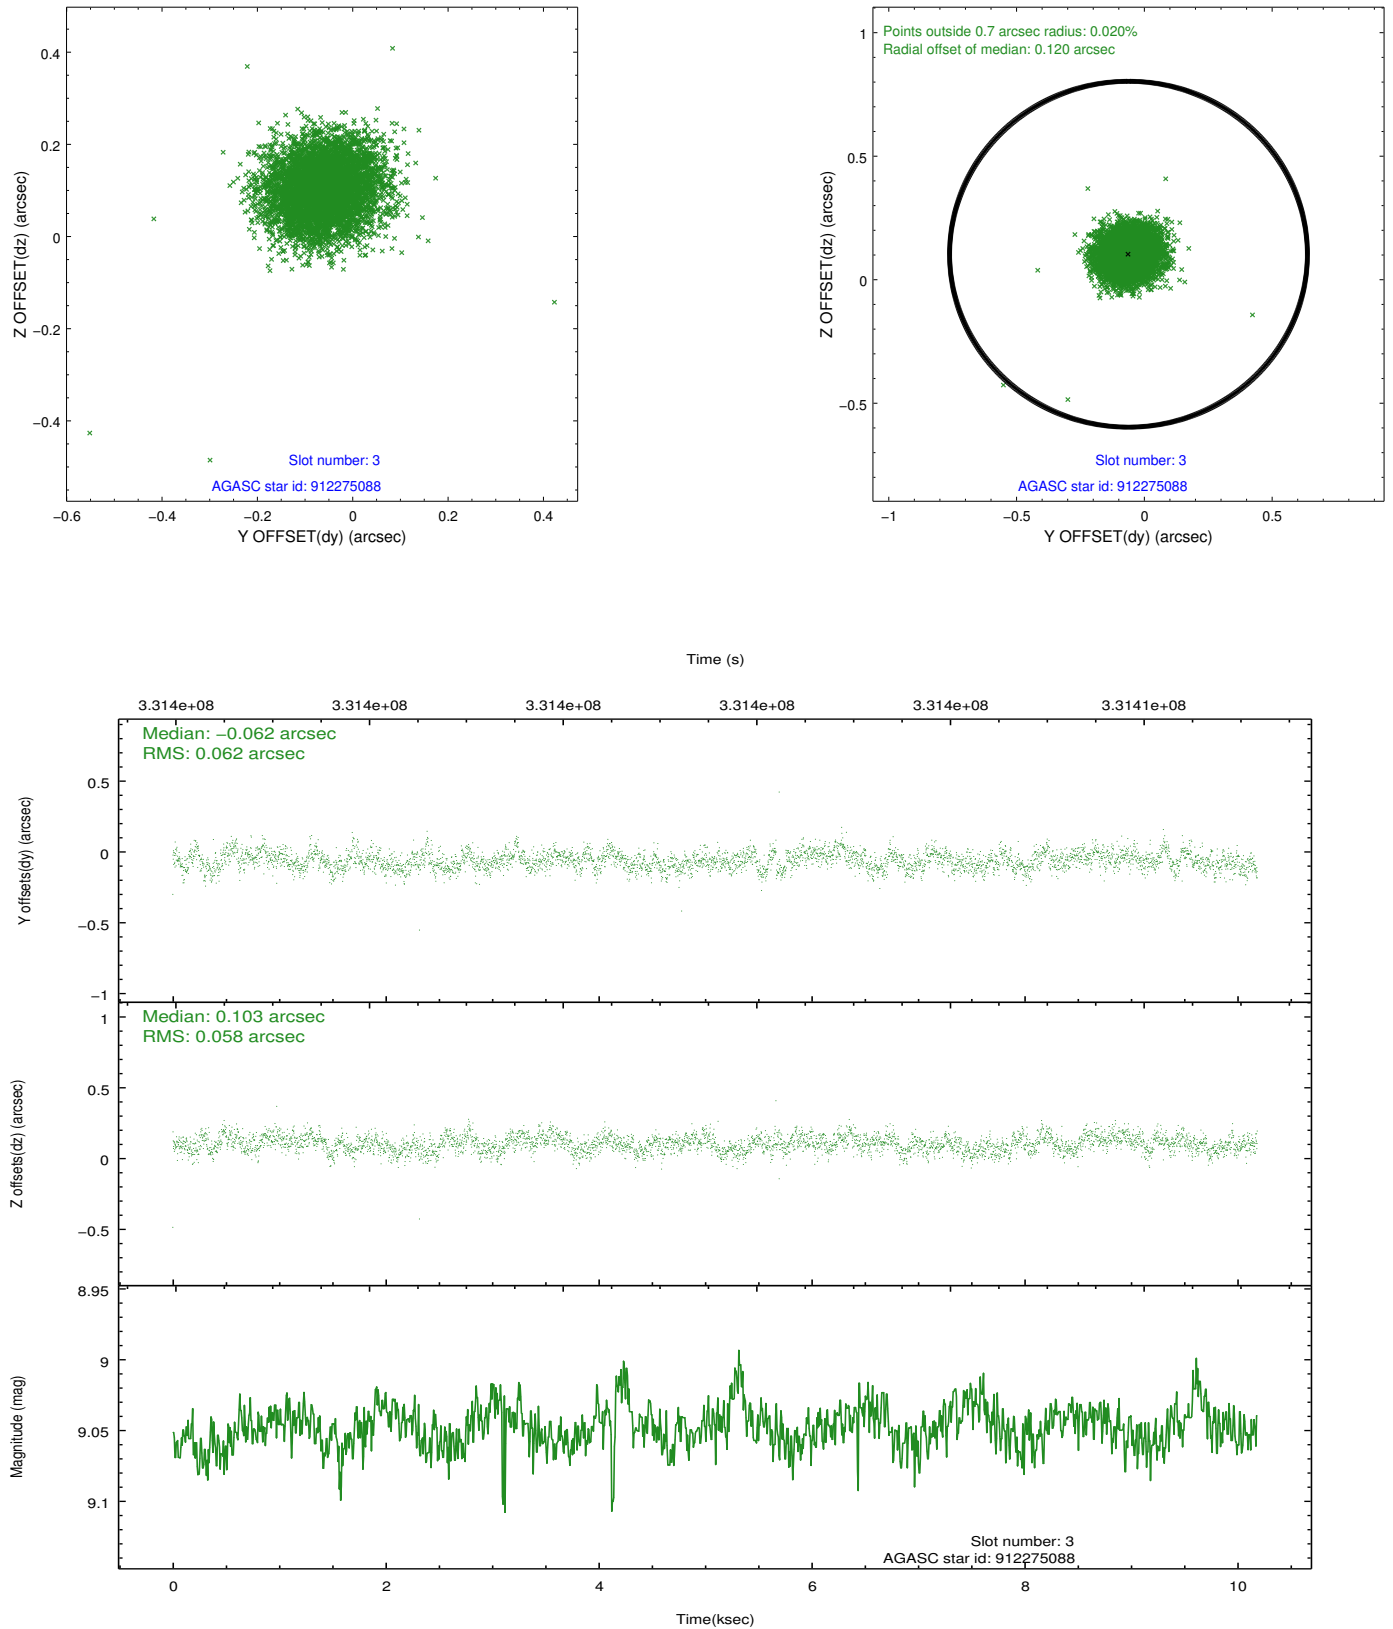 0.4
0.2
0
−0.2
−0.4
Z OFFSET(dz) (arcsec)
Slot number: 3
AGASC star id: 912275088
−0.6
−0.4
−0.2
0
0.2
0.4
Y OFFSET(dy) (arcsec)
Points outside 0.7 arcsec radius: 0.020%
Radial offset of median: 0.120 arcsec
1
0.5
0
−0.5
Z OFFSET(dz) (arcsec)
Slot number: 3
AGASC star id: 912275088
−1
−0.5
0
0.5
Y OFFSET(dy) (arcsec)
Time (s)
3.314e+08
3.314e+08
3.314e+08
3.314e+08
3.314e+08
3.3141e+08
Median: −0.062 arcsec
RMS: 0.062 arcsec
0.5
0
−0.5
−1
Y offsets(dy) (arcsec)
Median: 0.103 arcsec
RMS: 0.058 arcsec
1
0.5
0
−0.5
Z offsets(dz) (arcsec)
8.95
9
9.05
9.1
Magnitude (mag)
Slot number: 3
AGASC star id: 912275088
0
2
4
6
8
10
Time(ksec)